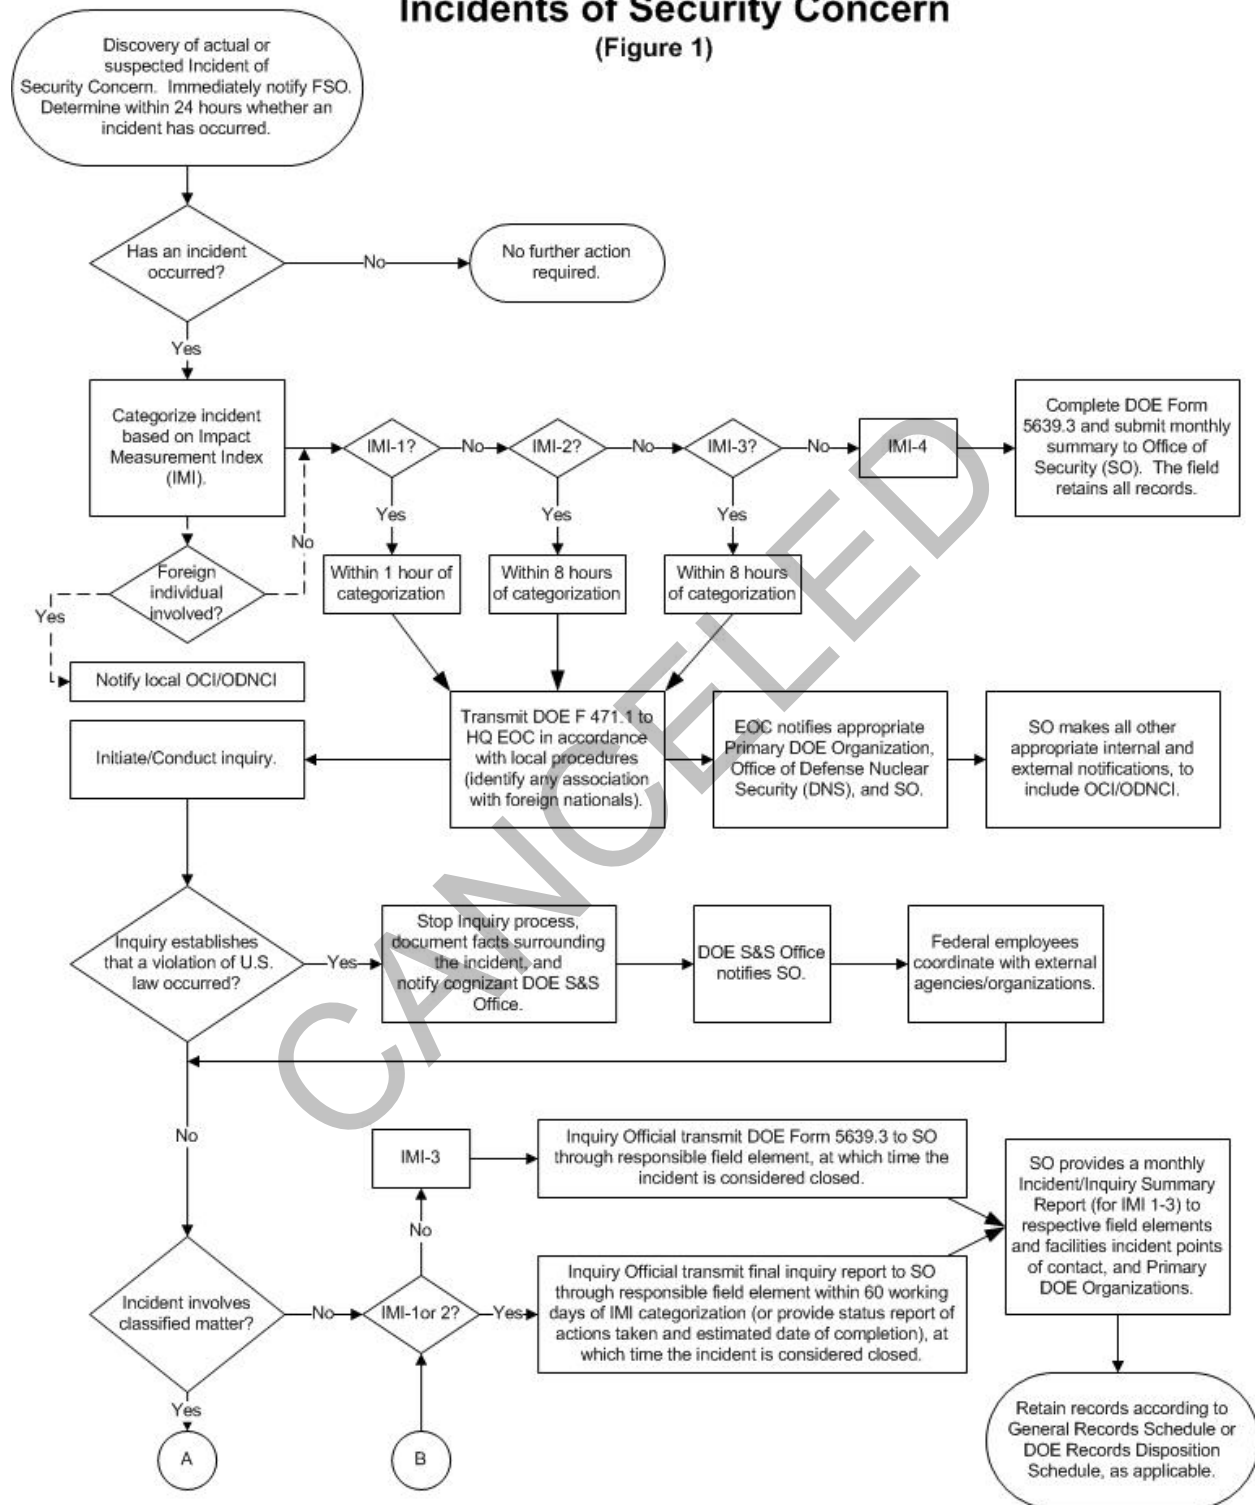 Incidents of Security Concern
(Figure 1)
Discovery of actual or
suspected Incident of
Security Concern.  Immediately notify FSO.
Determine within 24 hours whether an
incident has occurred.
Has an incident
occurred?
No
No further action
required.
Yes
Categorize incident
based on Impact
Measurement Index
(IMI).
IMI-1?
No
IMI-2?
No
IMI-3?
No
IMI-4
Complete DOE Form
5639.3 and submit monthly
summary to Office of
Security (SO).  The field
retains all records.
Yes
Yes
Yes
No
Foreign
individual
involved?
Yes
Within 1 hour of
categorization
Within 8 hours
of categorization
Within 8 hours
of categorization
Notify local OCI/ODNCI
Initiate/Conduct inquiry.
Transmit DOE F 471.1 to
HQ EOC in accordance
with local procedures
(identify any association
with foreign nationals).
EOC notifies appropriate
Primary DOE Organization,
Office of Defense Nuclear
Security (DNS), and SO.
SO makes all other
appropriate internal and
external notifications, to
include OCI/ODNCI.
Inquiry establishes
that a violation of U.S.
law occurred?
Yes
Stop Inquiry process,
document facts surrounding
the incident, and
notify cognizant DOE S&S
Office.
DOE S&S Office
notifies SO.
Federal employees
coordinate with external
agencies/organizations.
CANCELED
No
IMI-3
Inquiry Official transmit DOE Form 5639.3 to SO
through responsible field element, at which time the
incident is considered closed.
SO provides a monthly
Incident/Inquiry Summary
Report (for IMI 1-3) to
respective field elements
and facilities incident points
of contact, and Primary
DOE Organizations.
No
Incident involves
classified matter?
No
IMI-1or 2?
Yes
Inquiry Official transmit final inquiry report to SO
through responsible field element within 60 working
days of IMI categorization (or provide status report of
actions taken and estimated date of completion), at
which time the incident is considered closed.
Yes
A
B
Retain records according to
General Records Schedule or
DOE Records Disposition
Schedule, as applicable.